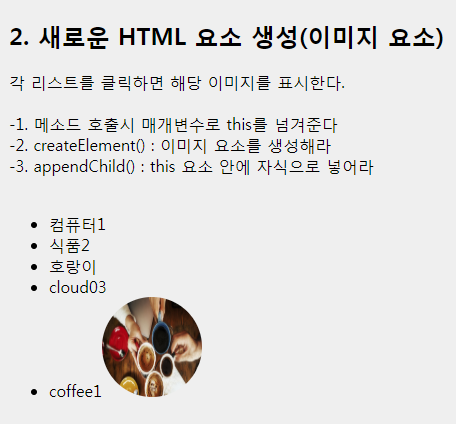 2. 새로운 HTML 요소 생성(이미지 요소)
각 리스트를 클릭하면 해당 이미지를 표시한다.
-1. 메소드 호출시 매개변수로 this를 넘겨준다
-2. createElement() : 이미지 요소를 생성해라
-3. appendChild() : this 요소 안에 자식으로 넣어라
• 컴퓨터1
• 식품2
• 호랑이
• cloud03
• coffee1